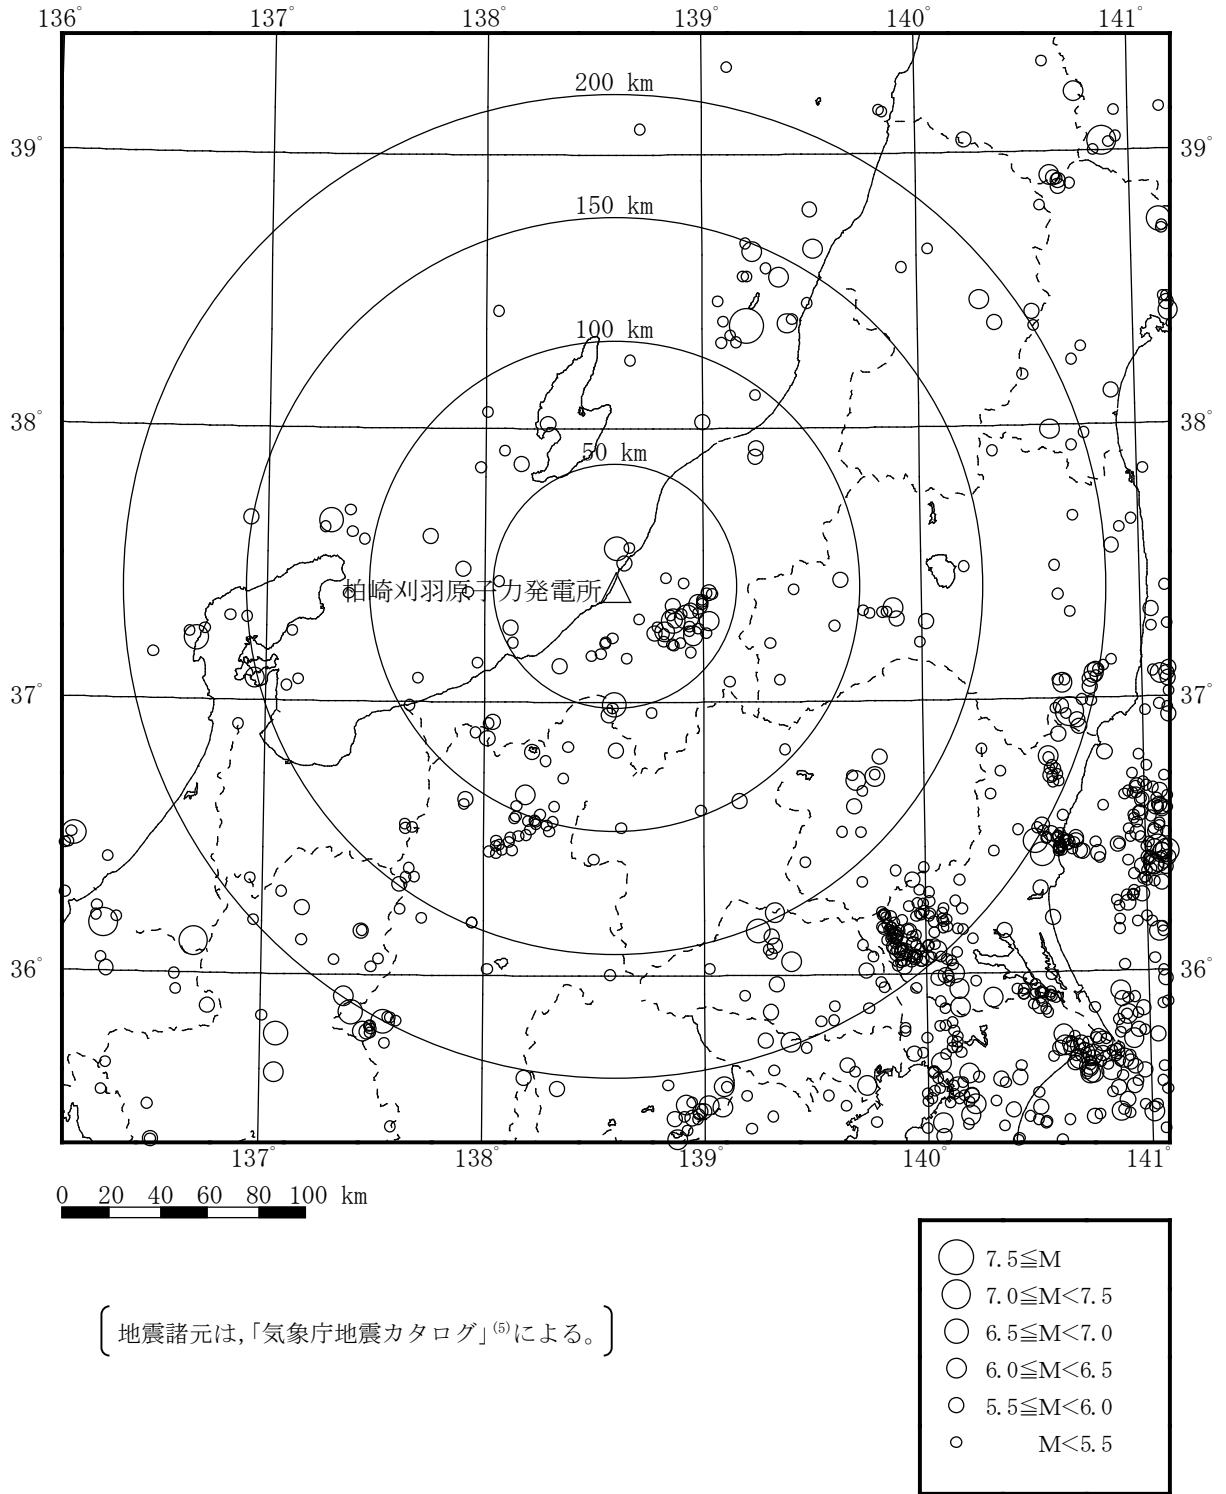 136° 137° 138° 139° 140° 141°
200 km
39° 39°
150 km
100 km
38° 38°
50 km
柏崎刈羽原子力発電所
37° 37°
36° 36°
137° 138° 139° 140° 141°
0 20 40 60 80 100 km
7.5≦M
7.0≦M<7.5
6.5≦M<7.0
6.0≦M<6.5
5.5≦M<6.0
M<5.5
地震諸元は,「気象庁地震カタログ」(5)による。